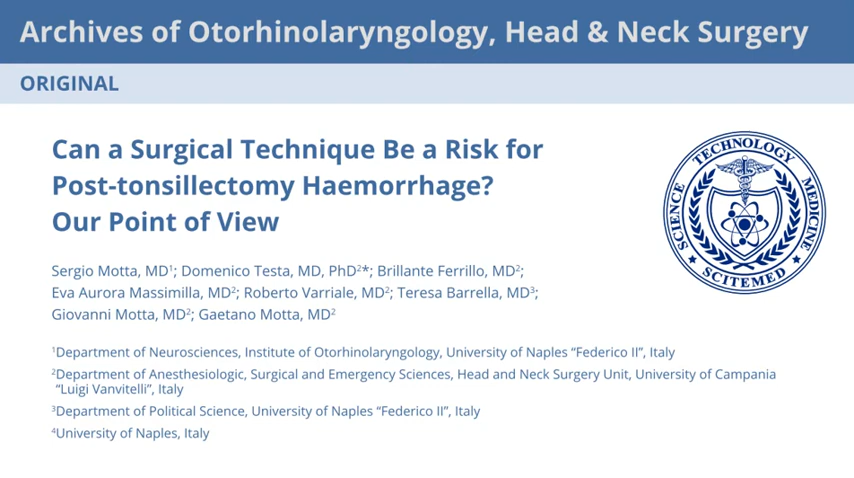 Archives of Otorhinolaryngology, Head & Neck Surgery
ORIGINAL
Can a Surgical Technique Be a Risk for
Post-tonsillectomy Haemorrhage?
Our Point of View
SCIENCE TECHNOLOGY MEDICINE
SCITEMED
Sergio Motta, MD¹; Domenico Testa, MD, PhD²*; Brillante Ferrillo, MD²;
Eva Aurora Massimilla, MD²; Roberto Varriale, MD²; Teresa Barrella, MD³;
Giovanni Motta, MD²; Gaetano Motta, MD²
¹Department of Neurosciences, Institute of Otorhinolaryngology, University of Naples “Federico II”, Italy
²Department of Anesthesiologic, Surgical and Emergency Sciences, Head and Neck Surgery Unit, University of Campania
“Luigi Vanvitelli”, Italy
³Department of Political Science, University of Naples “Federico II”, Italy
⁴University of Naples, Italy